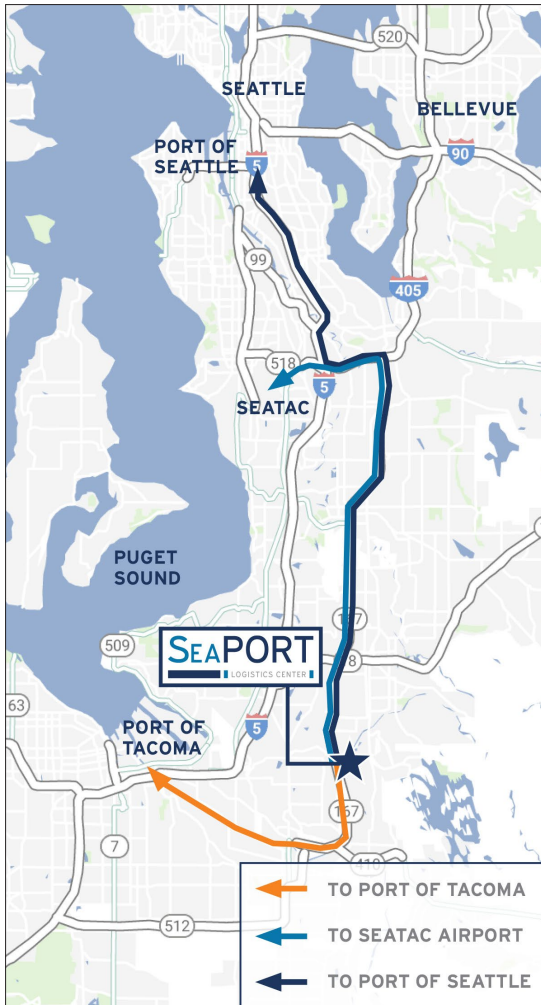 520
SEATTLE
BELLEVUE
PORT OF
SEATTLE
5
90
99
405
518
5
SEATAC
PUGET
SOUND
167
509
SEAPORT
LOGISTICS CENTER
8
63
PORT OF
TACOMA
5
167
7
410
512
TO PORT OF TACOMA
TO SEATAC AIRPORT
TO PORT OF SEATTLE